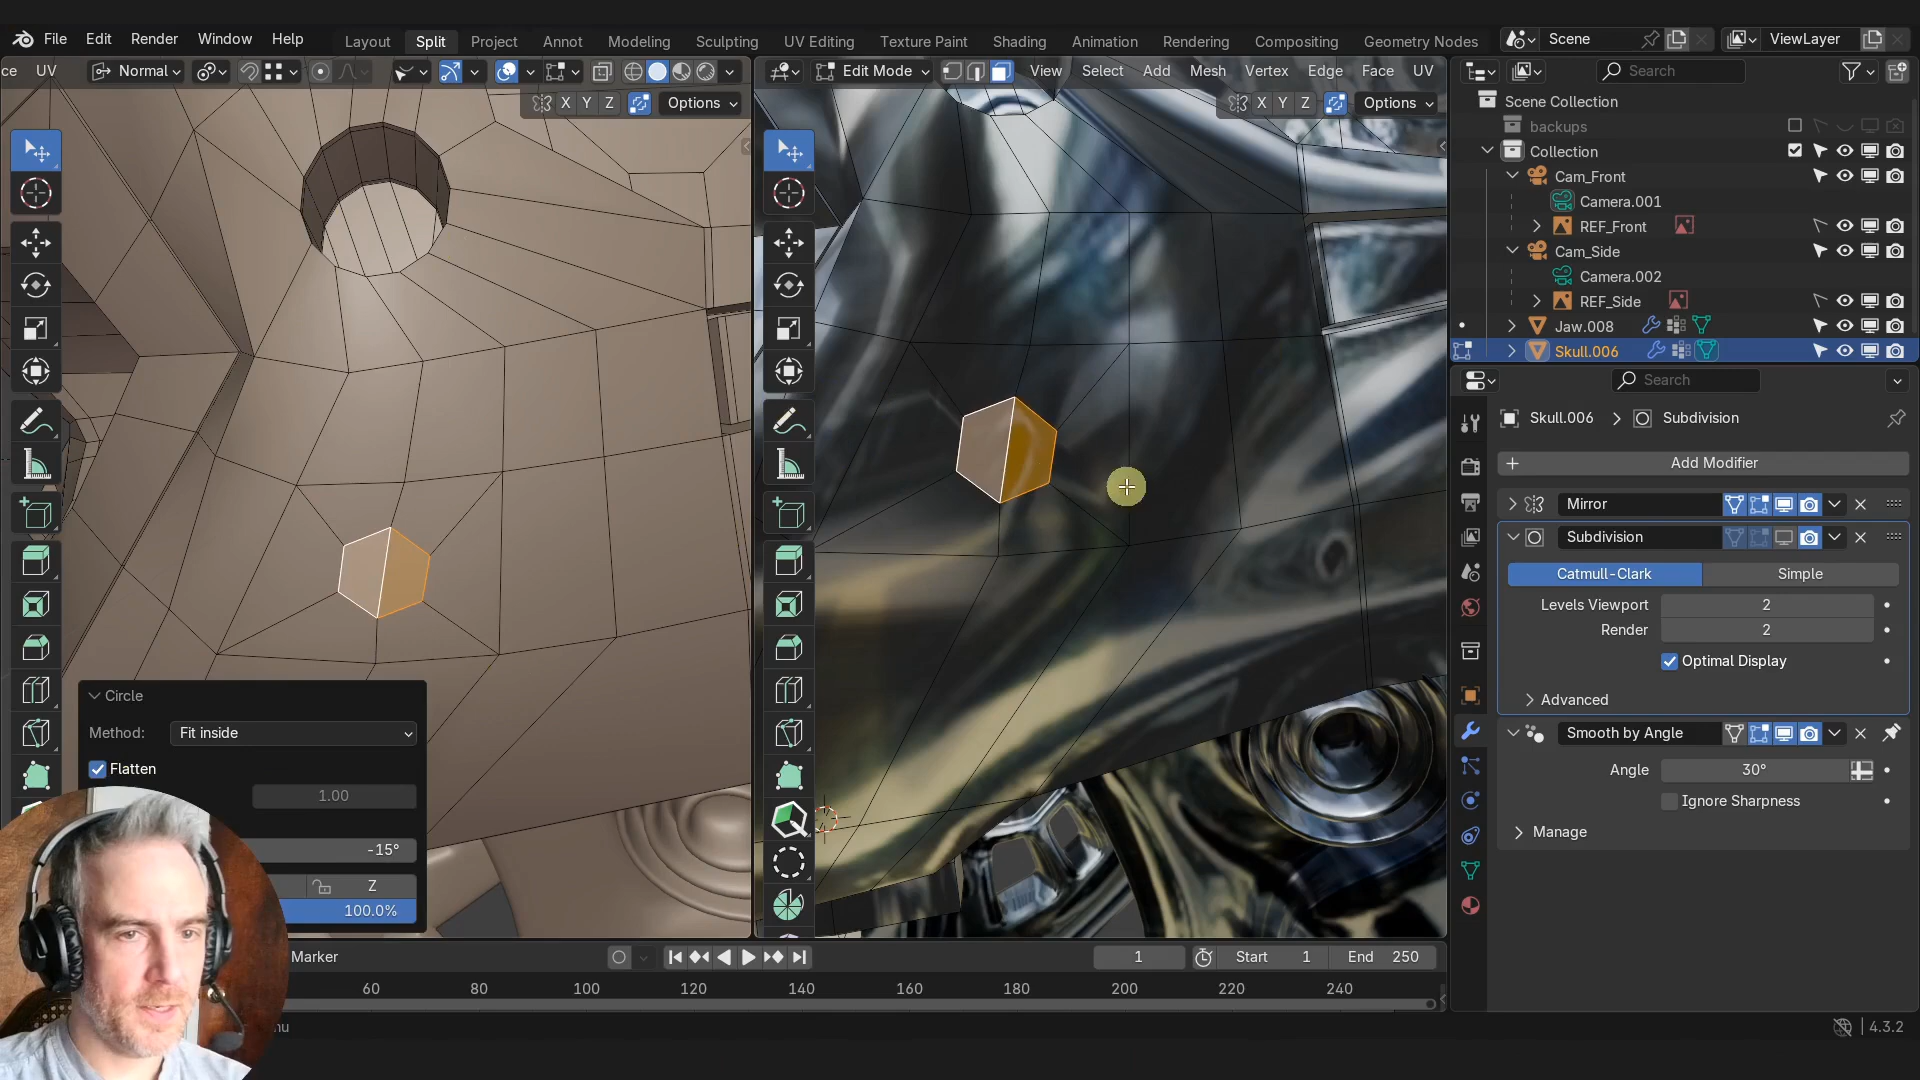 File Edit Render Window Help Layout Split Project Annot Modeling Sculpting UV Editing Texture Paint Shading Animation Rendering Compositing Geometry Nodes Scene ViewLayer
ce UV Normal Edit Mode View Select Add Mesh Vertex Edge Face UV Search
X Y Z Options X Y Z Options
Scene Collection
backups
Collection
Cam_Front
Camera.001
REF_Front
Cam_Side
Camera.002
REF_Side
Jaw.008
Skull.006
Search
Skull.006 > Subdivision
Add Modifier
Mirror
Subdivision
Catmull-Clark Simple
Levels Viewport 2
Render 2
Optimal Display
Advanced
Smooth by Angle
Angle 30°
Ignore Sharpness
Manage
Circle
Method: Fit inside
Flatten
1.00
-15°
Z
100.0%
Marker 1 Start 1 End 250
60 80 100 120 140 160 180 200 220 240
nu 4.3.2